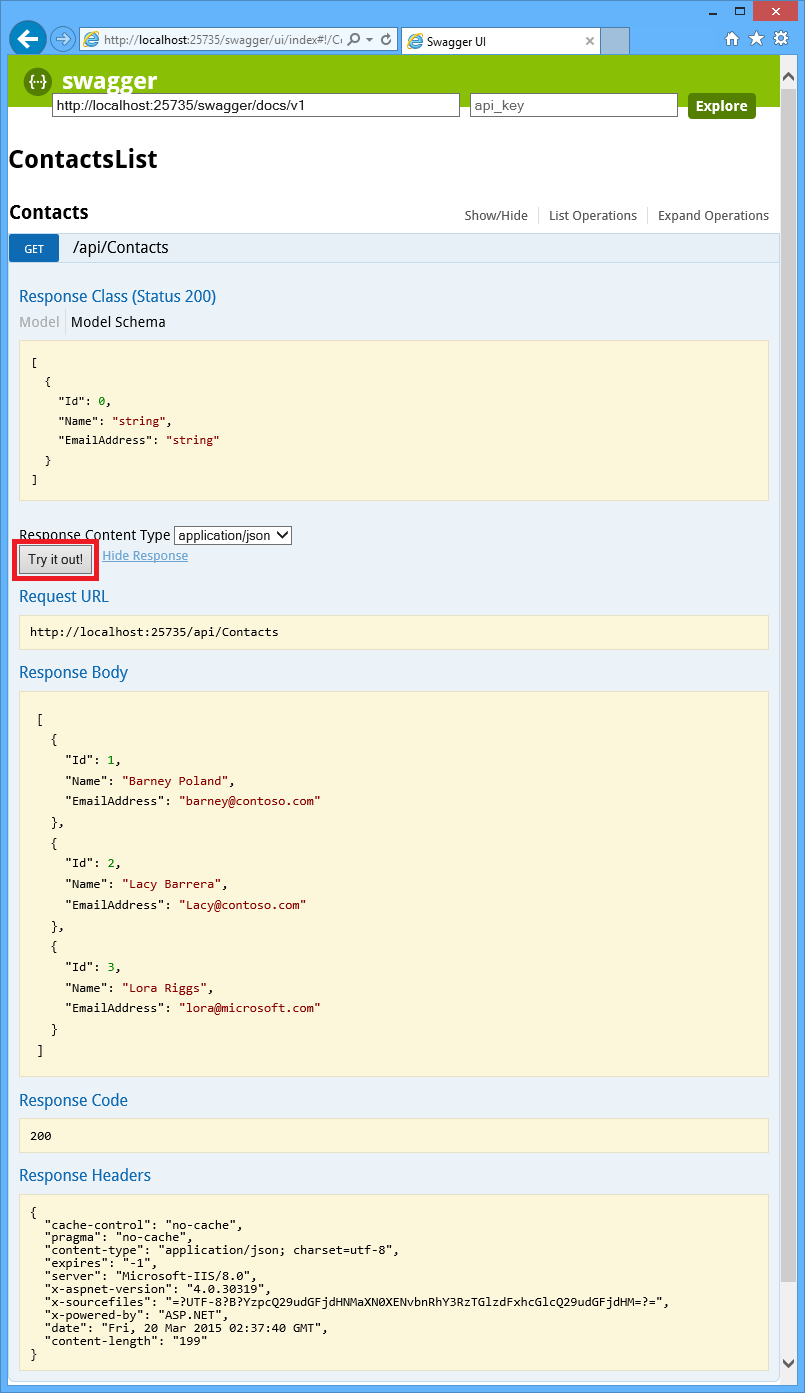 http://localhost:25735/swagger/ui/index#!/Co
Swagger UI
{...} swagger
http://localhost:25735/swagger/docs/v1
api_key
Explore
ContactsList
Contacts
Show/Hide
List Operations
Expand Operations
GET
/api/Contacts
Response Class (Status 200)
Model
Model Schema
[
{
"Id": 0,
"Name": "string",
"EmailAddress": "string"
}
]
Response Content Type application/json
Try it out!
Hide Response
Request URL
http://localhost:25735/api/Contacts
Response Body
[
{
"Id": 1,
"Name": "Barney Poland",
"EmailAddress": "barney@contoso.com"
},
{
"Id": 2,
"Name": "Lacy Barrera",
"EmailAddress": "Lacy@contoso.com"
},
{
"Id": 3,
"Name": "Lora Riggs",
"EmailAddress": "lora@microsoft.com"
}
]
Response Code
200
Response Headers
{
"cache-control": "no-cache",
"pragma": "no-cache",
"content-type": "application/json; charset=utf-8",
"expires": "-1",
"server": "Microsoft-IIS/8.0",
"x-aspnet-version": "4.0.30319",
"x-sourcefiles": "=?UTF-8?B?YzpcQ29udGFjdHNMaXN0XENvbnRhY3RzTGlzdFxhcGlcQ29udGFjdHM=?=",
"x-powered-by": "ASP.NET",
"date": "Fri, 20 Mar 2015 02:37:40 GMT",
"content-length": "199"
}